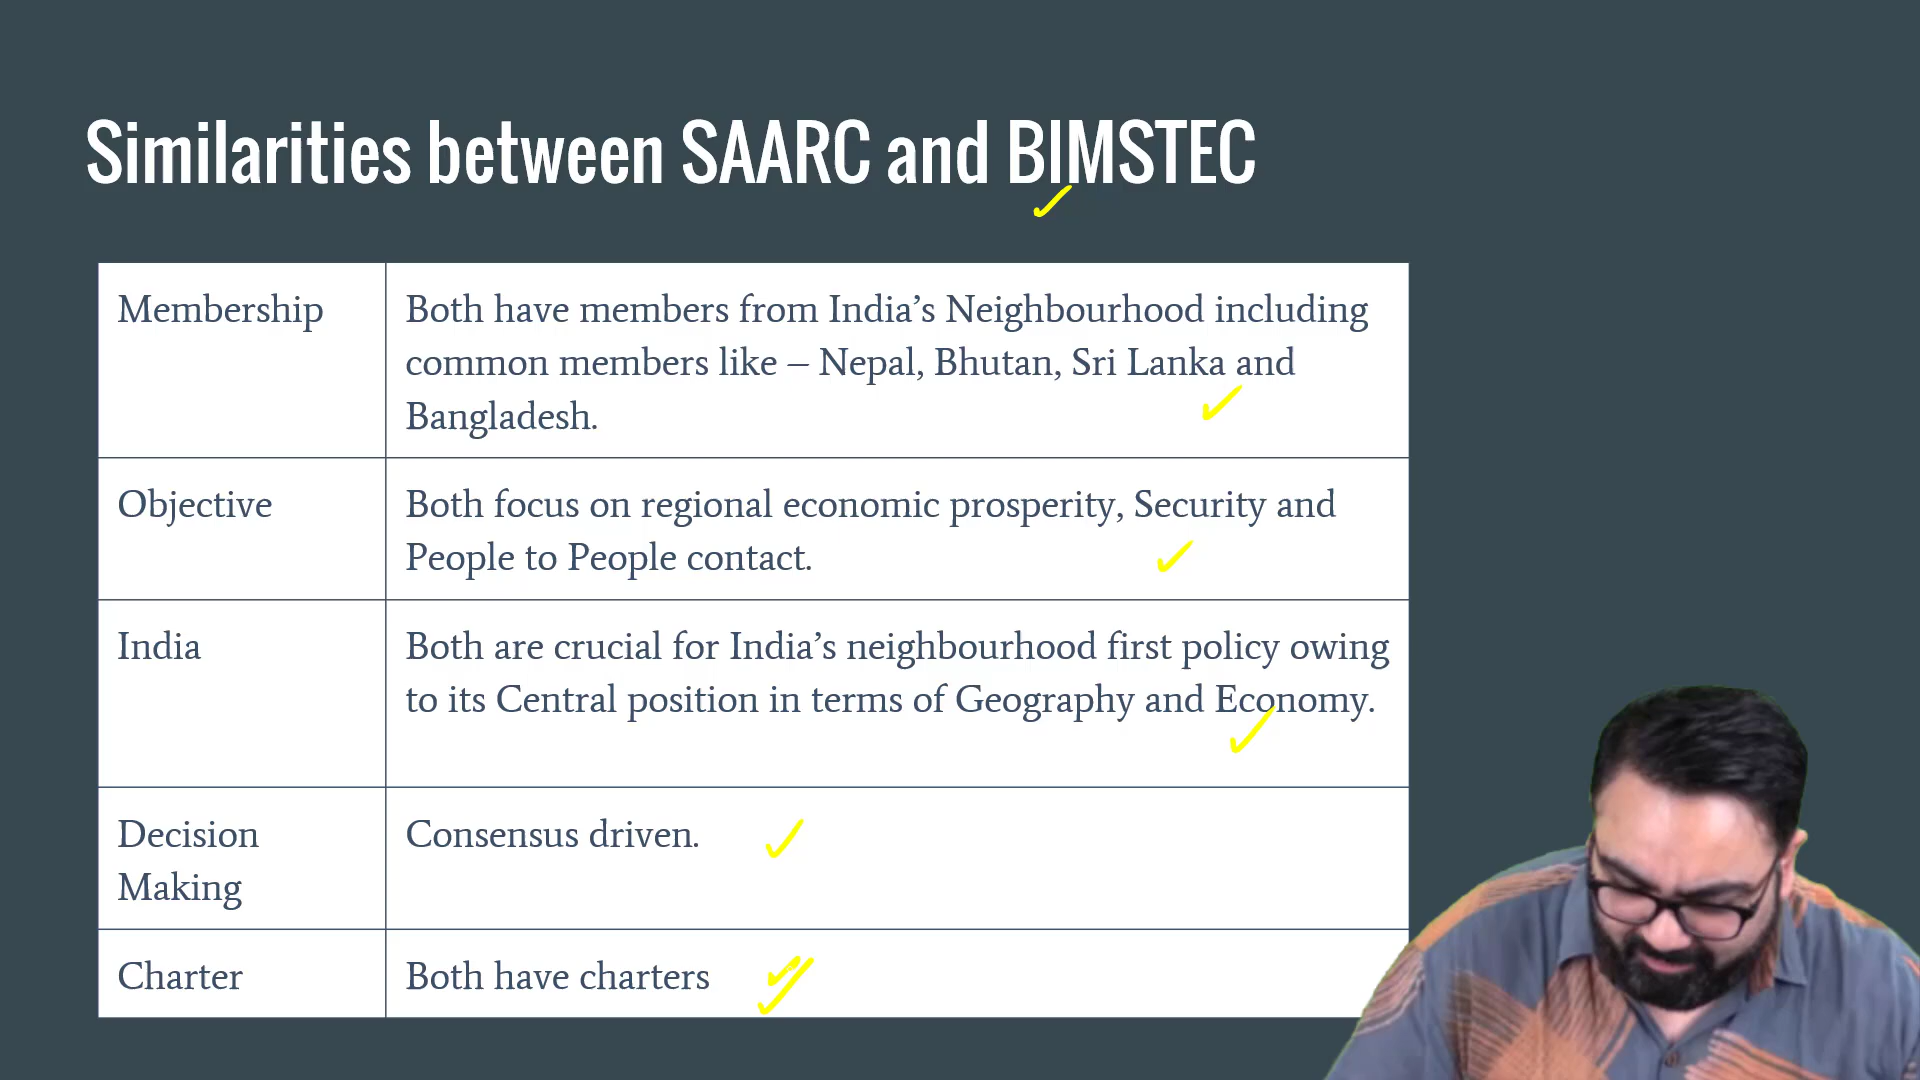 Similarities between SAARC and BIMSTEC
Membership
Both have members from India’s Neighbourhood including
common members like – Nepal, Bhutan, Sri Lanka and
Bangladesh.
Objective
Both focus on regional economic prosperity, Security and
People to People contact.
India
Both are crucial for India’s neighbourhood first policy owing
to its Central position in terms of Geography and Economy.
Decision
Making
Consensus driven.
Charter
Both have charters